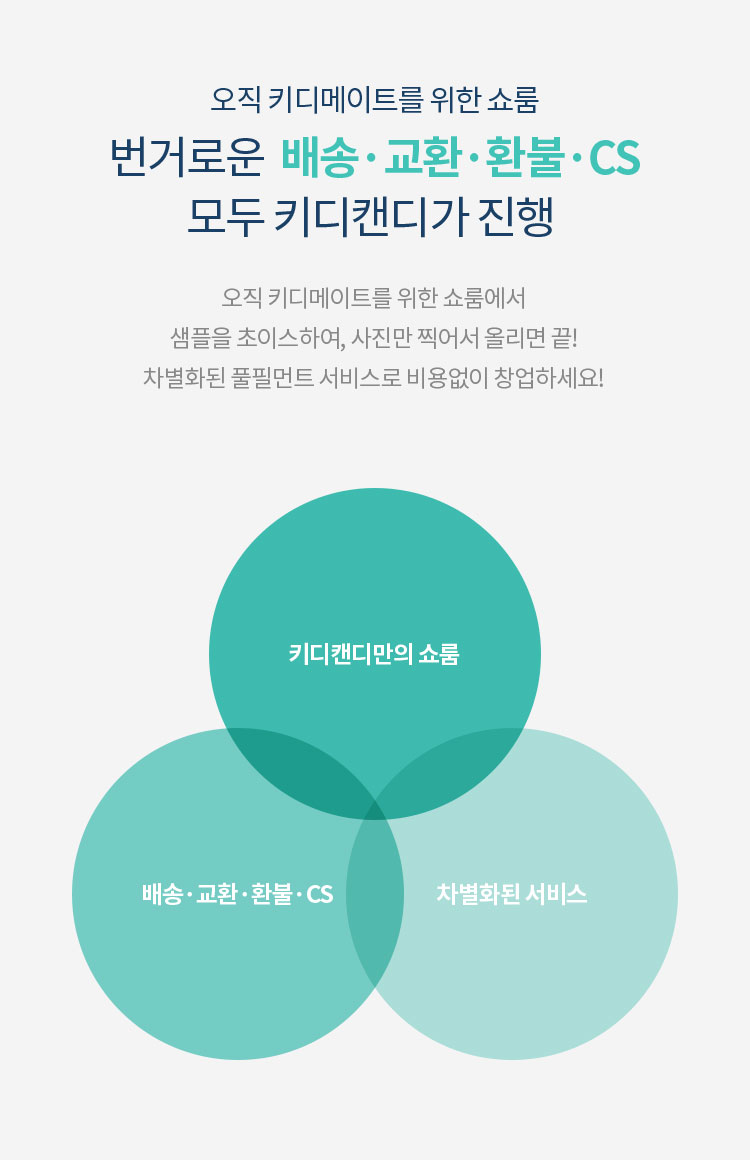 오직 키디메이트를 위한 쇼룸
번거로운 배송·교환·환불·CS
모두 키디캔디가 진행
오직 키디메이트를 위한 쇼룸에서
샘플을 초이스하여, 사진만 찍어서 올리면 끝!
차별화된 풀필먼트 서비스로 비용없이 창업하세요!
키디캔디만의 쇼룸
배송·교환·환불·CS
차별화된 서비스